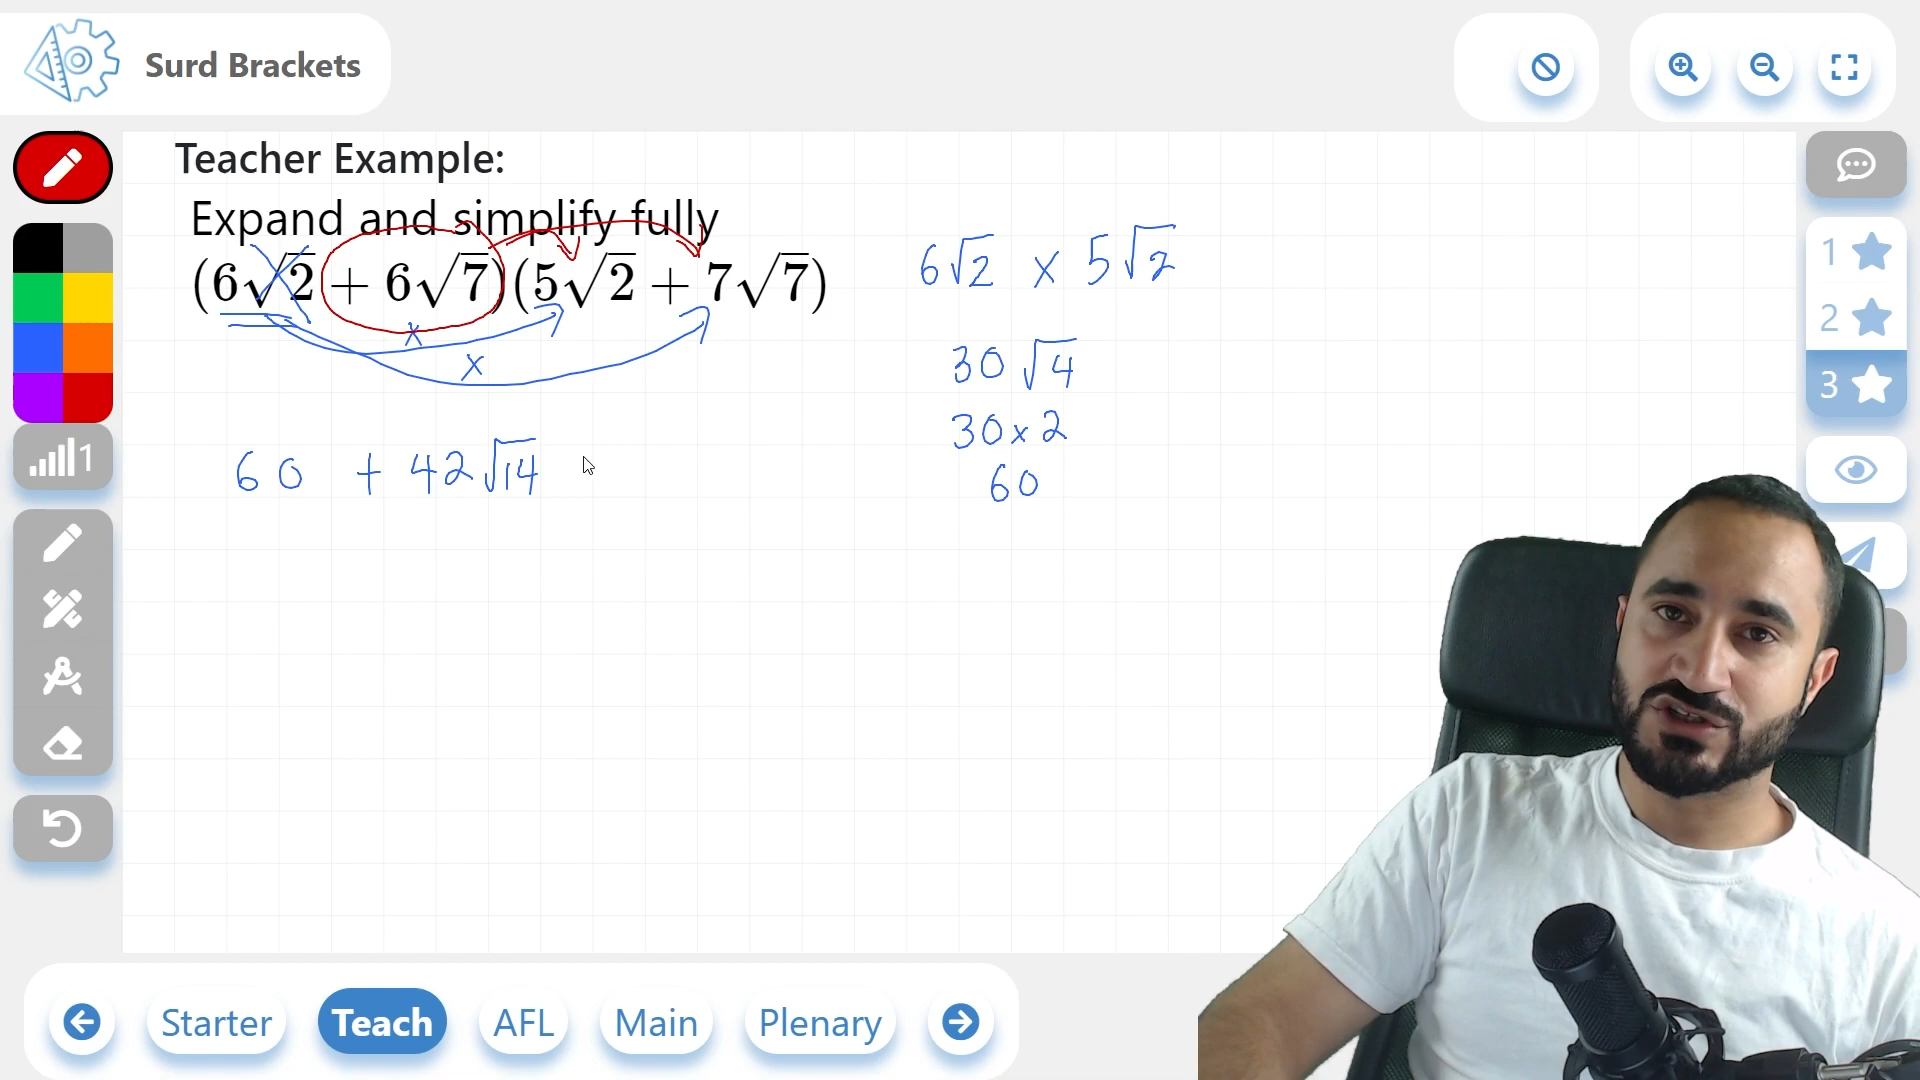 Surd Brackets
Teacher Example:
Expand and simplify fully
(6√2 + 6√7)(5√2 + 7√7)
x
x
60 + 42√14
6√2 x 5√2
30√4
30x2
60
1
1
2
3
Starter
Teach
AFL
Main
Plenary